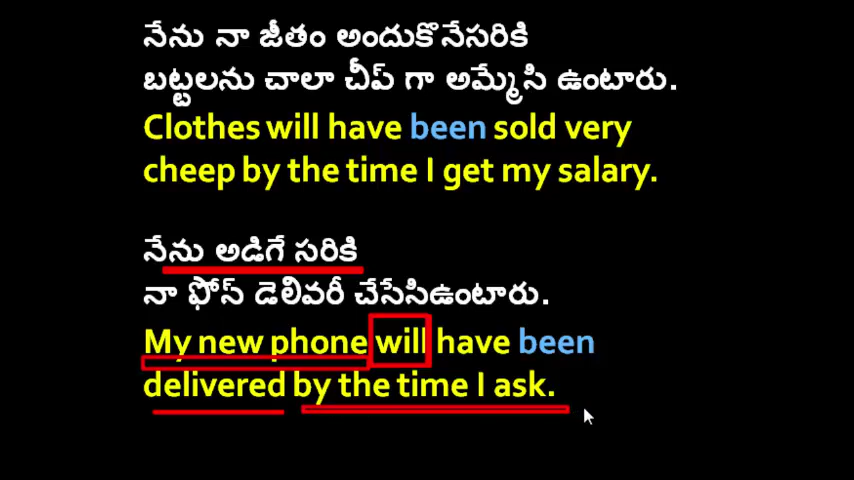 నేను నా జీతం అందుకొనేసరికి
బట్టలను చాలా చీప్ గా అమ్మేసి ఉంటారు.
Clothes will have been sold very
cheep by the time I get my salary.
నేను అడిగే సరికి
నా ఫోన్ డెలివరీ చేసేసిఉంటారు.
My new phone will have been
delivered by the time I ask.